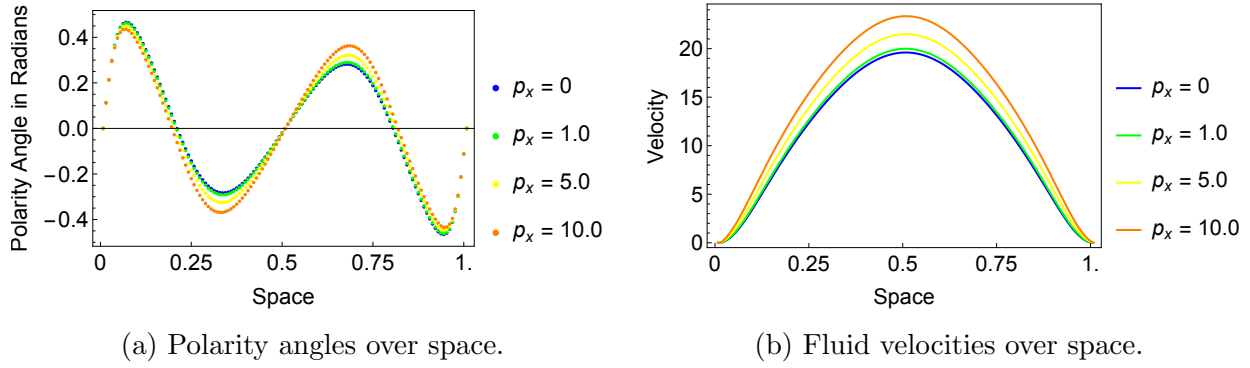 Polarity Angle in Radians
0.4
0.2
0.0
-0.2
-0.4
0
0.25
0.5
0.75
1.
Space
p_x = 0
p_x = 1.0
p_x = 5.0
p_x = 10.0
(a) Polarity angles over space.
Velocity
20
15
10
5
0
0
0.25
0.5
0.75
1.
Space
p_x = 0
p_x = 1.0
p_x = 5.0
p_x = 10.0
(b) Fluid velocities over space.